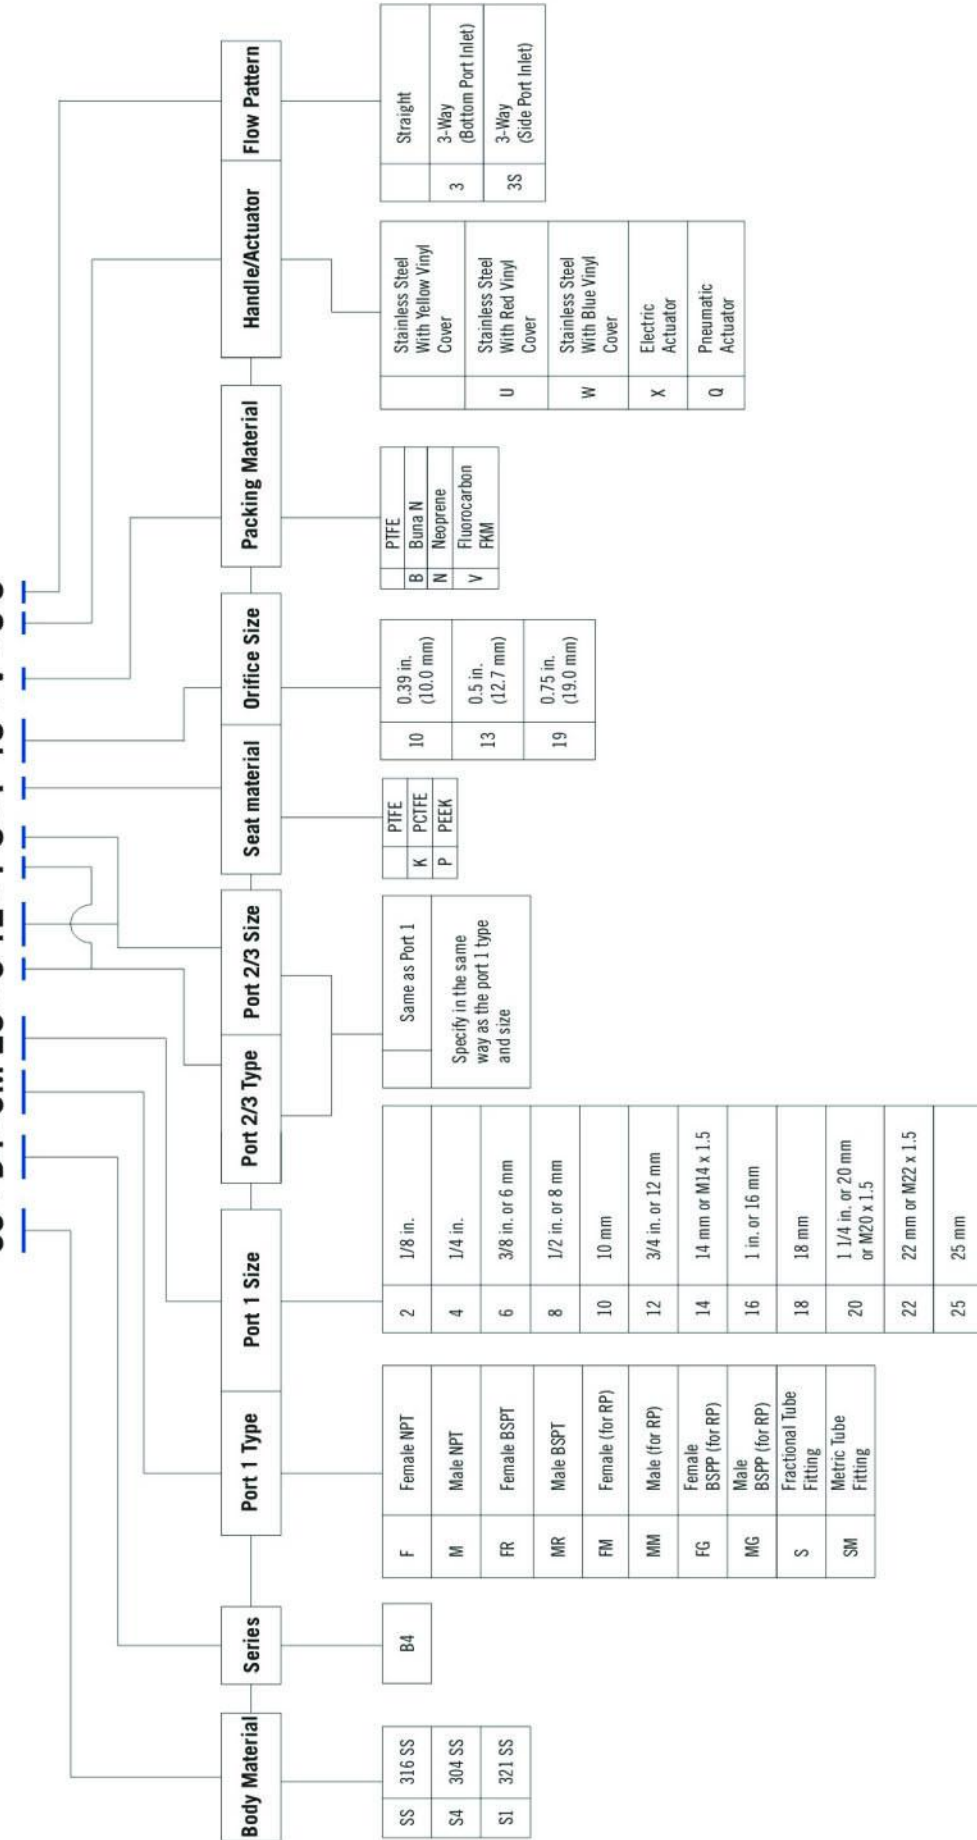 Body Material
Series
Port 1 Type
Port 1 Size
Port 2/3 Type
Port 2/3 Size
Seat material
Orifice Size
Packing Material
Handle/Actuator
Flow Pattern
SS 316 SS
S4 304 SS
S1 321 SS
B4
F Female NPT
M Male NPT
FR Female BSPT
MR Male BSPT
FM Female (for RP)
MM Male (for RP)
FG Female
BSPP (for RP)
MG Male
BSPP (for RP)
S Fractional Tube
Fitting
SM Metric Tube
Fitting
2 1/8 in.
4 1/4 in.
6 3/8 in. or 6 mm
8 1/2 in. or 8 mm
10 10 mm
12 3/4 in. or 12 mm
14 14 mm or M14 x 1.5
16 1 in. or 16 mm
18 18 mm
20 1 1/4 in. or 20 mm
or M20 x 1.5
22 22 mm or M22 x 1.5
25 25 mm
Same as Port 1
Specify in the same
way as the port 1 type
and size
PTFE
K PCTFE
P PEEK
10 0.39 in.
(10.0 mm)
13 0.5 in.
(12.7 mm)
19 0.75 in.
(19.0 mm)
PTFE
B Buna N
N Neoprene
V Fluorocarbon
FKM
Stainless Steel
With Yellow Vinyl
Cover
U Stainless Steel
With Red Vinyl
Cover
W Stainless Steel
With Blue Vinyl
Cover
X Electric
Actuator
Q Pneumatic
Actuator
Straight
3 3-Way
(Bottom Port Inlet)
3S 3-Way
(Side Port Inlet)